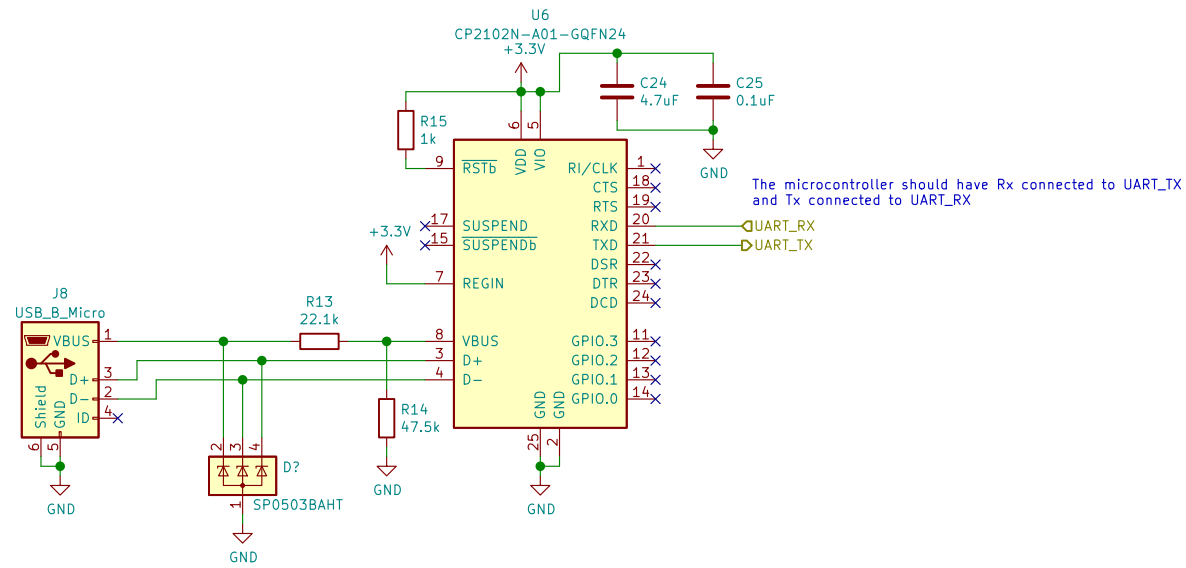 U6
CP2102N-A01-GQFN24
+3.3V
C24
4.7uF
C25
0.1uF
R15
1k
6
5
GND
9
RSTb
VDD
VIO
RI/CLK
1
CTS
18
RTS
19
The microcontroller should have Rx connected to UART_TX
and Tx connected to UART_RX
17
SUSPEND
RXD
20
UART_RX
+3.3V
15
SUSPENDb
TXD
21
UART_TX
DSR
22
7
REGIN
DTR
23
DCD
24
J8
USB_B_Micro
R13
22.1k
VBUS
1
8
VBUS
GPIO.3
11
3
D+
GPIO.2
12
D+
3
4
D-
GPIO.1
13
D-
2
GPIO.0
14
Shield
GND
ID
4
R14
47.5k
GND
GND
6
5
2
3
4
25
2
D?
GND
GND
GND
1
SP0503BAHT
GND